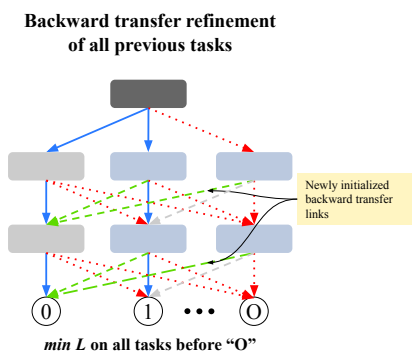 Backward transfer refinement
of all previous tasks
Newly initialized
backward transfer
links
0 1 ••• O
min L on all tasks before “O”